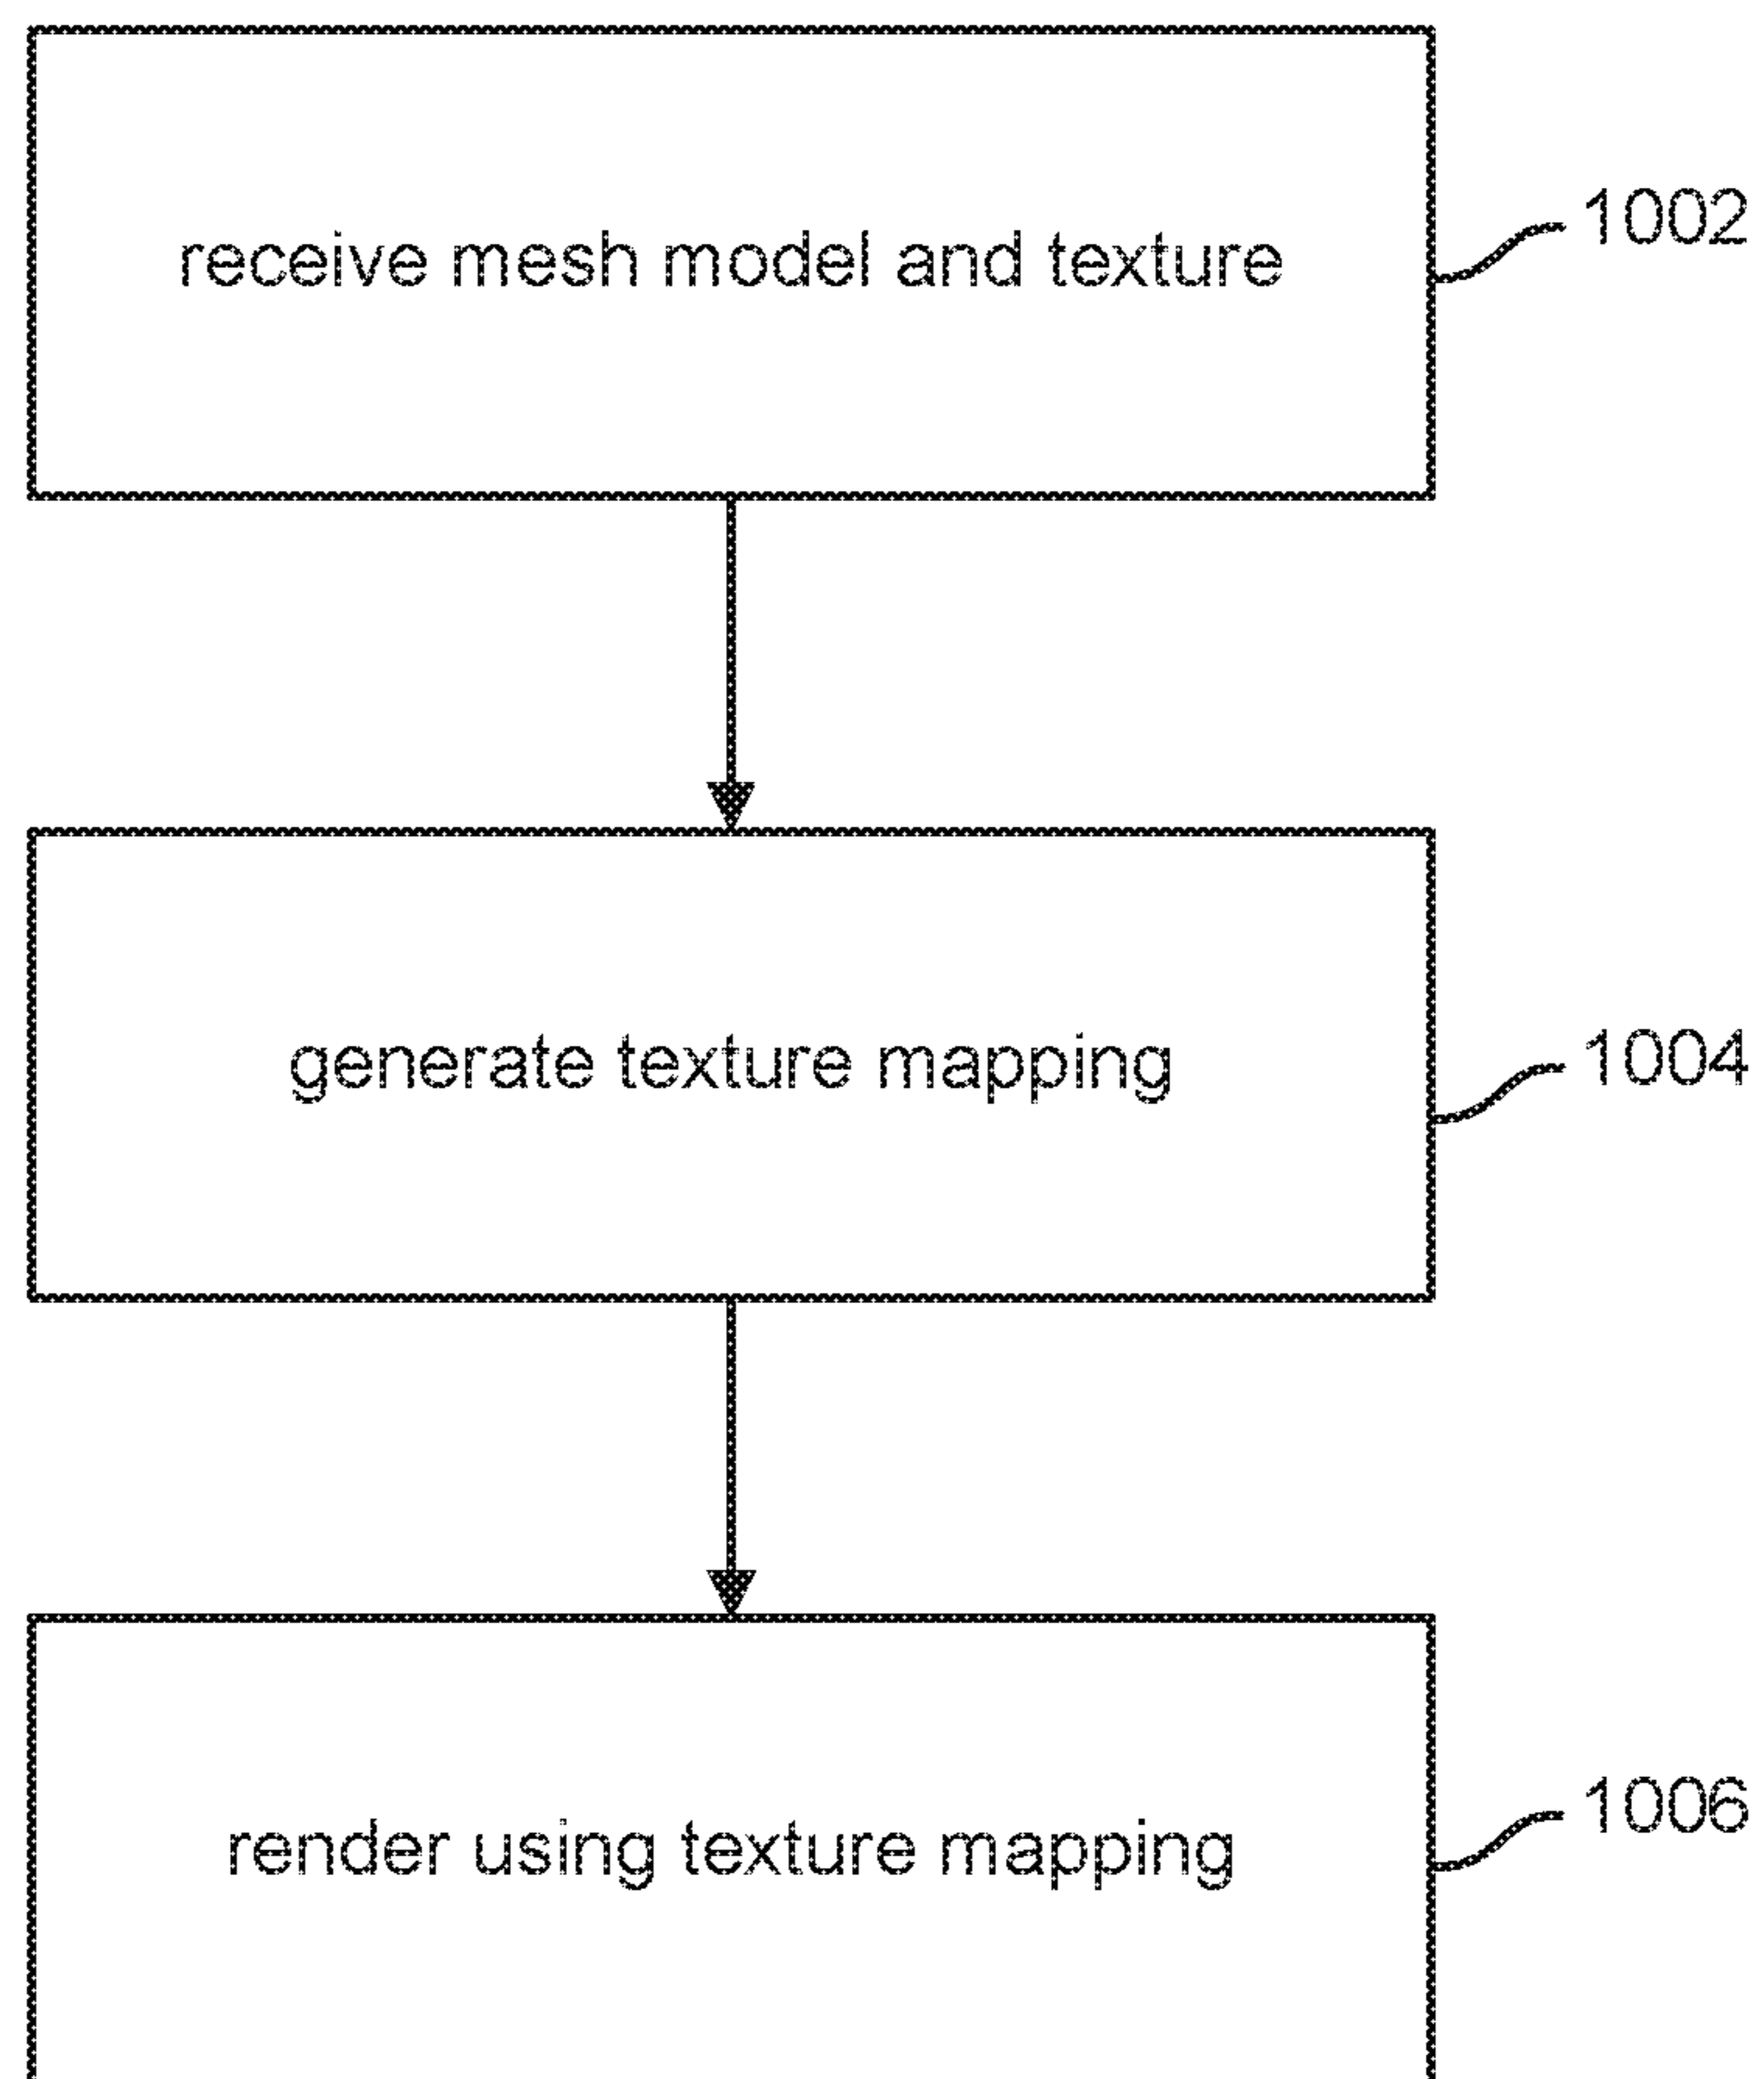 receive mesh model and texture
1002
generate texture mapping
1004
render using texture mapping
1006